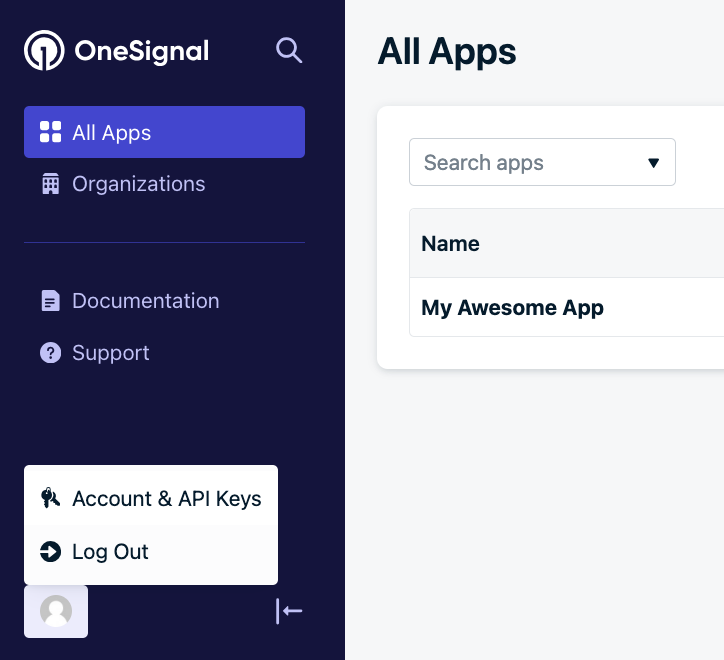 OneSignal
All Apps
Organizations
Documentation
Support
Account & API Keys
Log Out
All Apps
Search apps
Name
My Awesome App